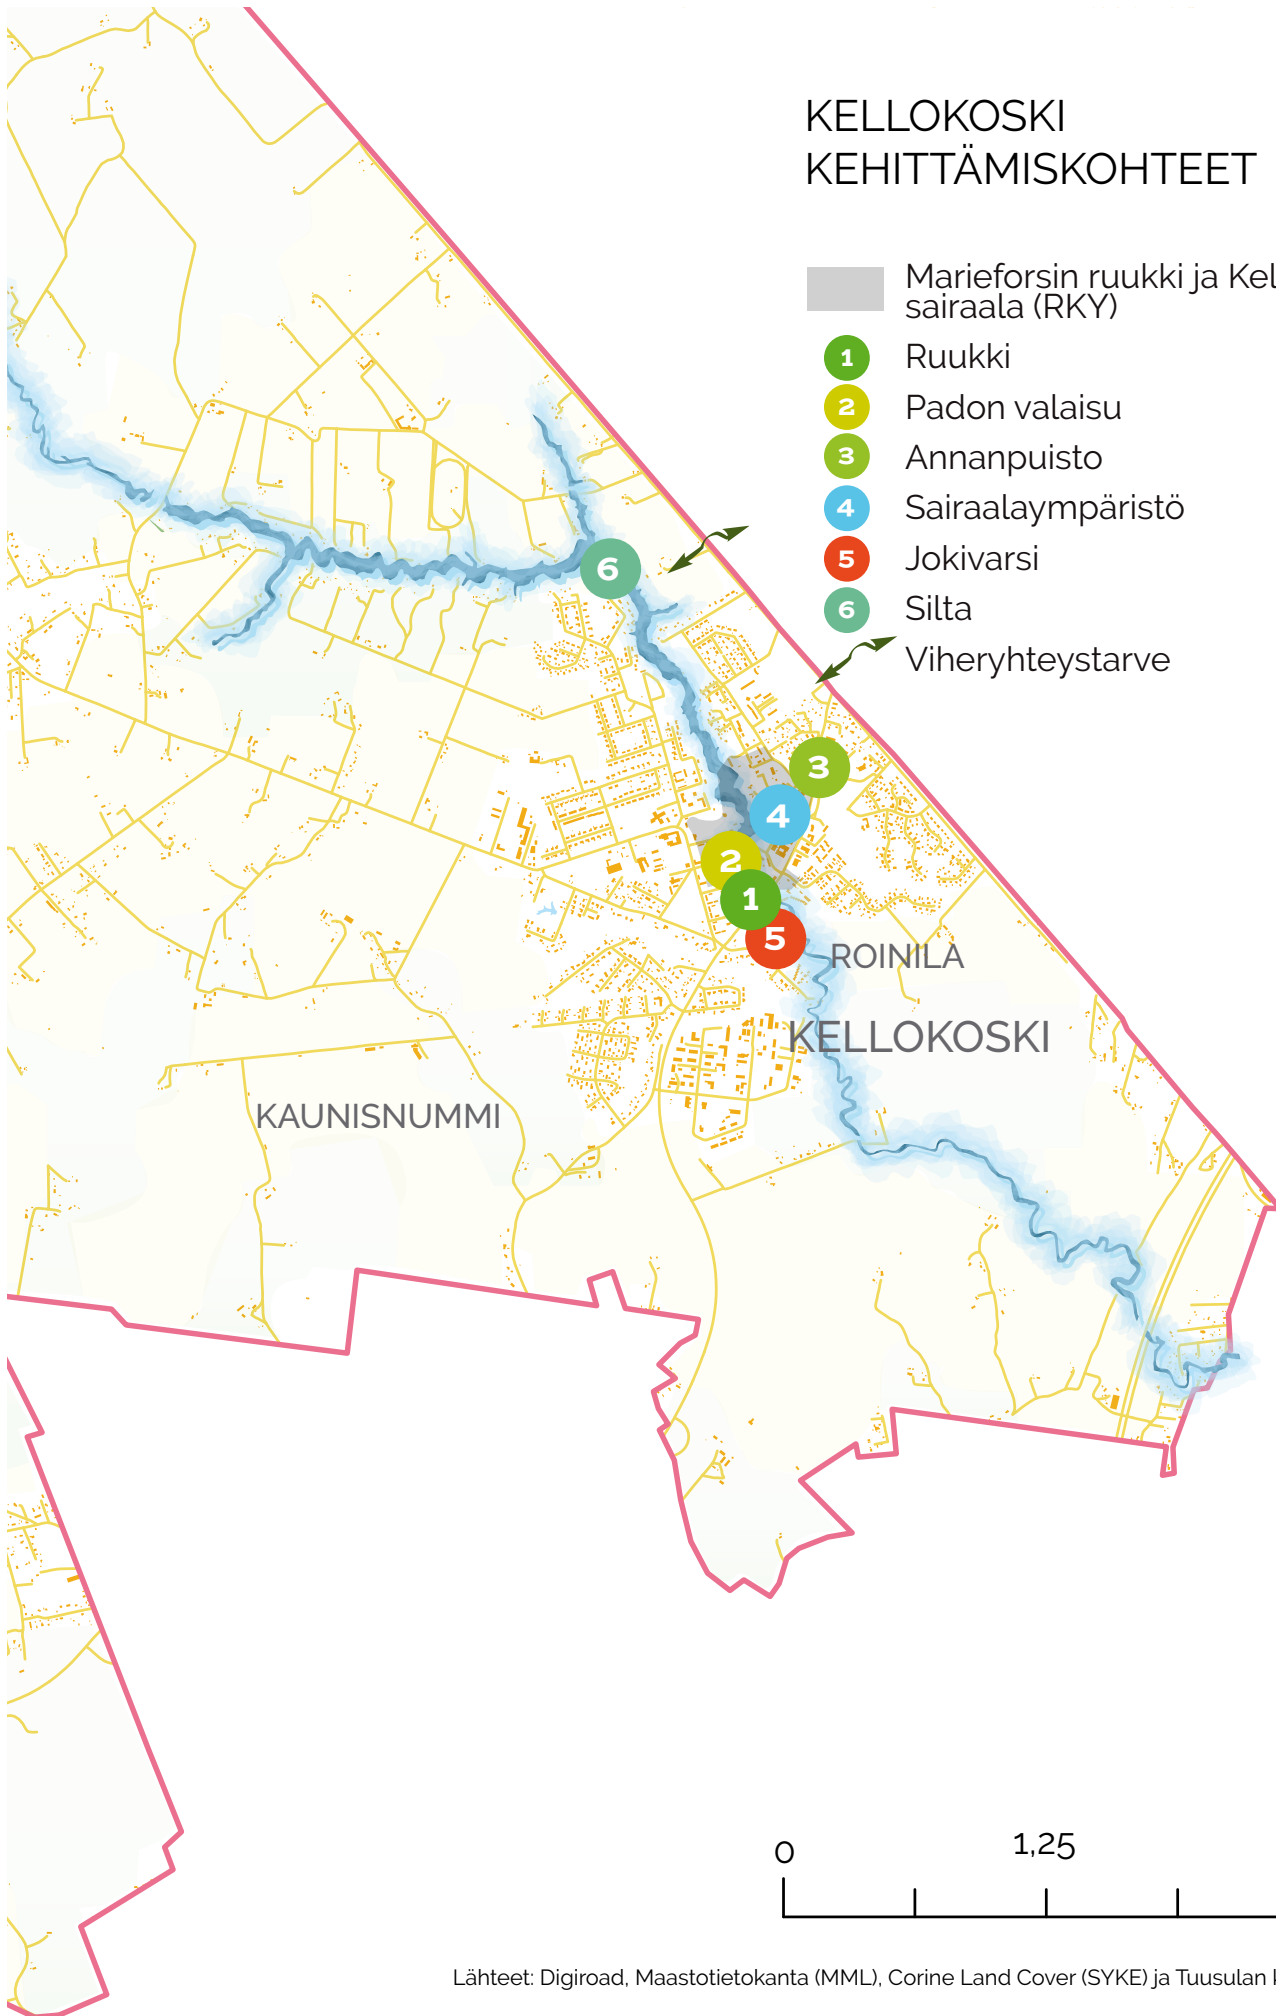 KELLOKOSKI
KEHITTÄMISKOHTEET
Marieforsin ruukki ja
sairaala (RKY)
1 Ruukki
2 Padon valaisu
3 Annanpuisto
4 Sairaalaympäristö
5 Jokivarsi
6 Silta
Viheryhteystarve
6
3
4
2
1
5
ROINILA
KELLOKOSKI
KAUNISNUMMI
0 1,25
Lähteet: Digiroad, Maastotietokanta (MML), Corine Land Cover (SYKE) ja Tuusulan